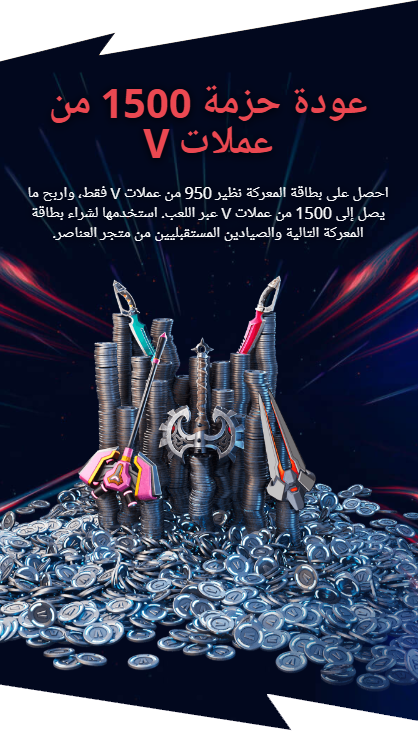 عودة حزمة 1500 من
عملات V
احصل على بطاقة المعركة نظير 950 من عملات V فقط، واربح ما
يصل إلى 1500 من عملات V عبر اللعب. استخدمها لشراء بطاقة
المعركة التالية والصيادين المستقبليين من متجر العناصر.